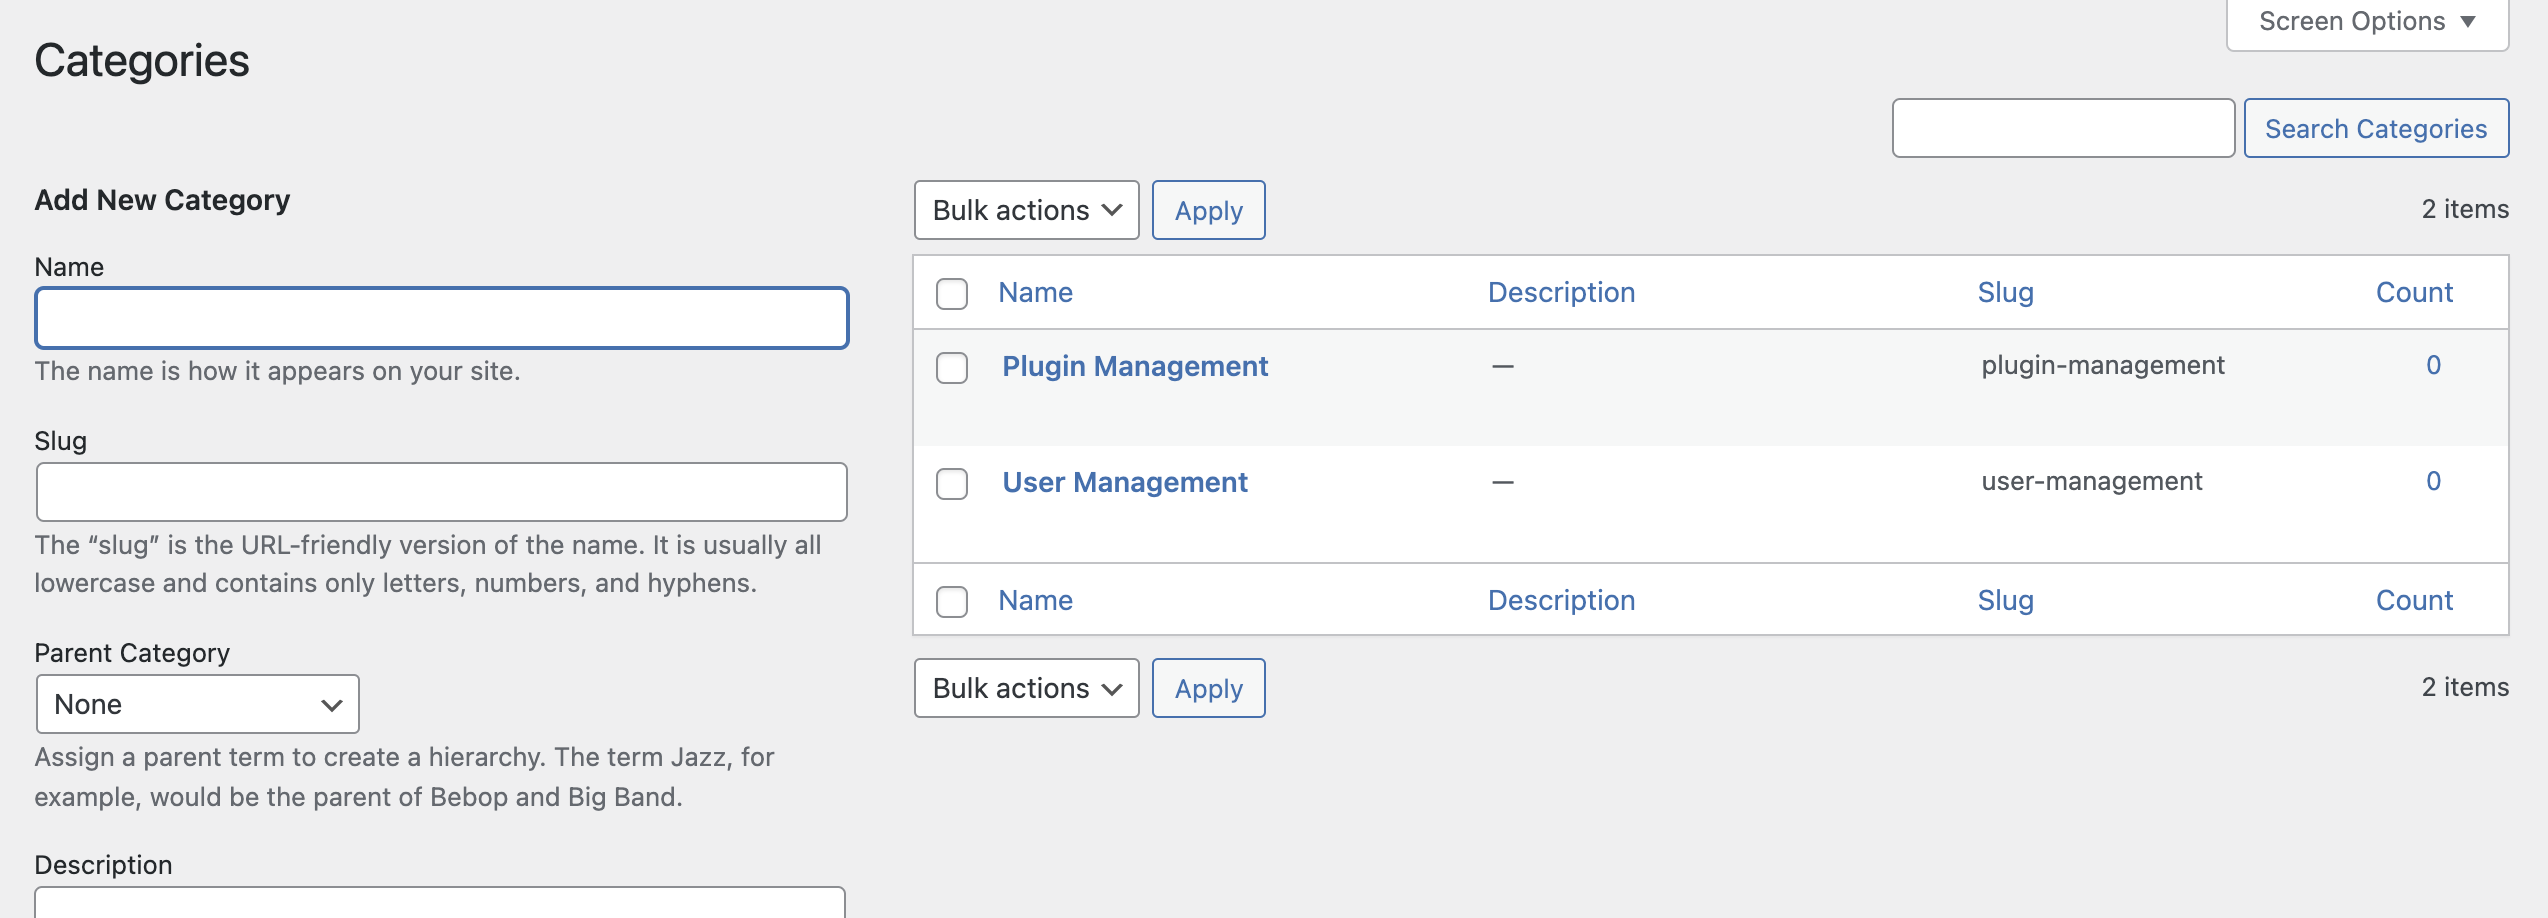 Screen Options ▼
Categories
Search Categories
Add New Category
Name
The name is how it appears on your site.
Slug
The “slug” is the URL-friendly version of the name. It is usually all
lowercase and contains only letters, numbers, and hyphens.
Parent Category
None
Assign a parent term to create a hierarchy. The term Jazz, for
example, would be the parent of Bebop and Big Band.
Description
Bulk actions Apply 2 items
Name Description Slug Count
Plugin Management — plugin-management 0
User Management — user-management 0
Name Description Slug Count
Bulk actions Apply 2 items